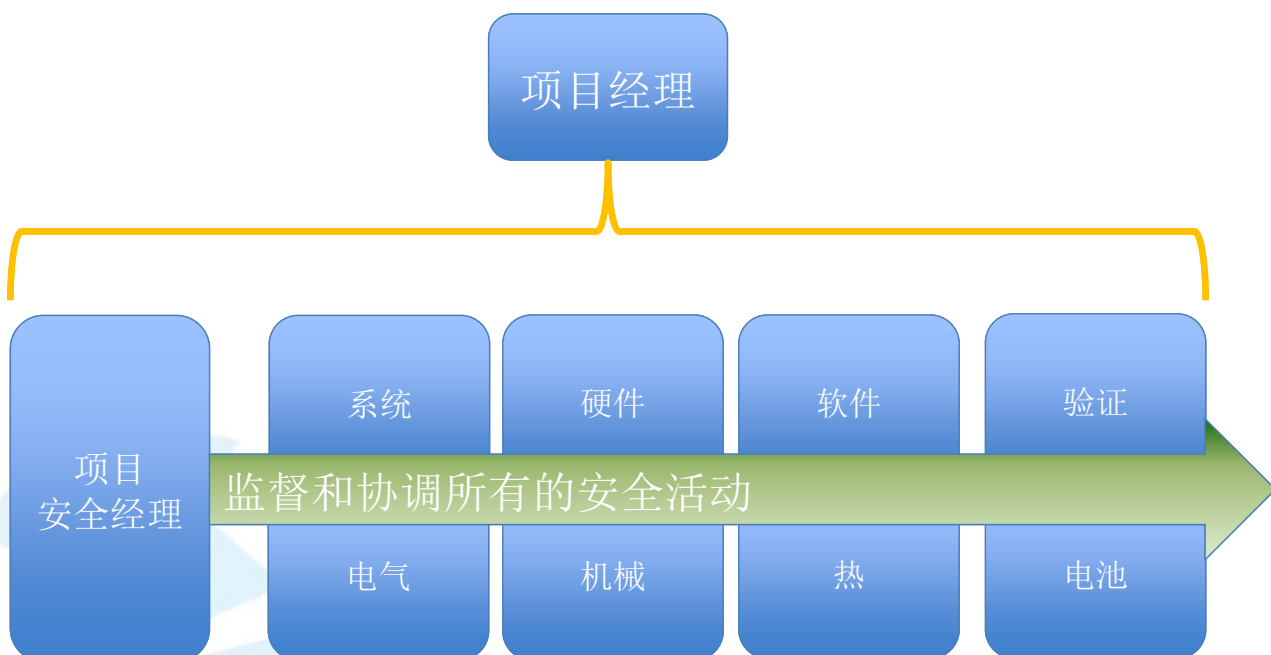 项目经理
系统
硬件
软件
验证
项目
安全经理
监督和协调所有的安全活动
电气
机械
热
电池